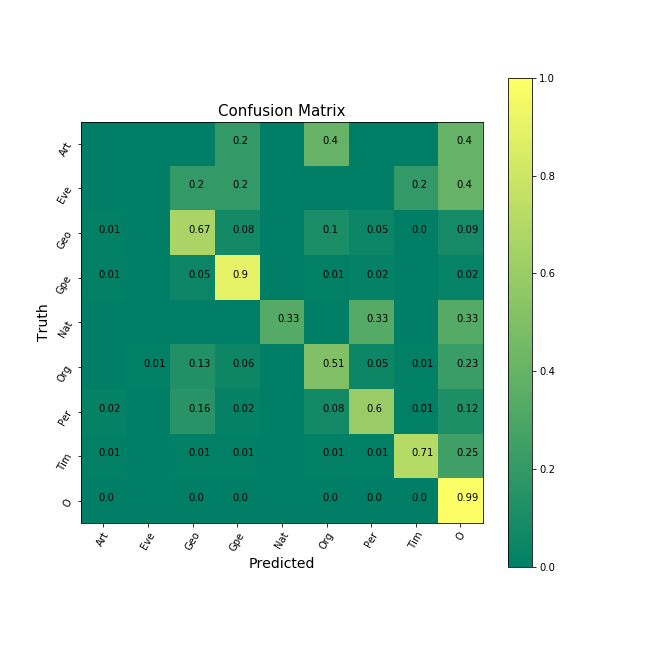 Confusion Matrix
1.0
0.8
0.6
0.4
0.2
0.0
Truth
Art 0.2 0.4 0.4
Eve 0.2 0.2 0.2 0.4
Geo 0.01 0.67 0.08 0.1 0.05 0.0 0.09
Gpe 0.01 0.05 0.9 0.01 0.02 0.02
Nat 0.33 0.33 0.33
Org 0.01 0.13 0.06 0.51 0.05 0.01 0.23
Per 0.02 0.16 0.02 0.08 0.6 0.01 0.12
Tim 0.01 0.01 0.01 0.01 0.01 0.71 0.25
O 0.0 0.0 0.0 0.0 0.0 0.0 0.99
Art Eve Geo Gpe Nat Org Per Tim O
Predicted